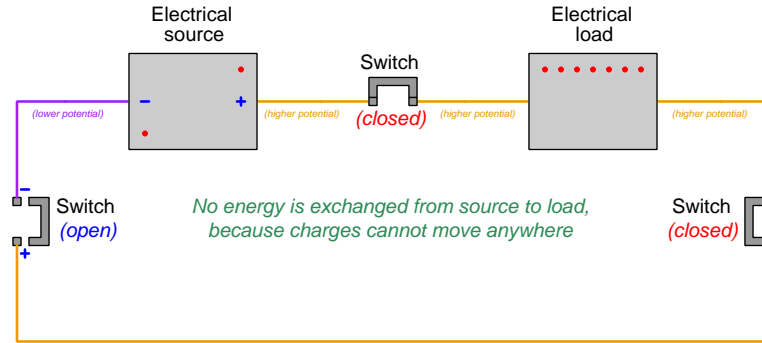 Electrical
source
Electrical
load
Switch
(closed)
(lower potential)
-
+
(higher potential)
(higher potential)
(higher potential)
-
Switch
(open)
+
No energy is exchanged from source to load,
because charges cannot move anywhere
Switch
(closed)